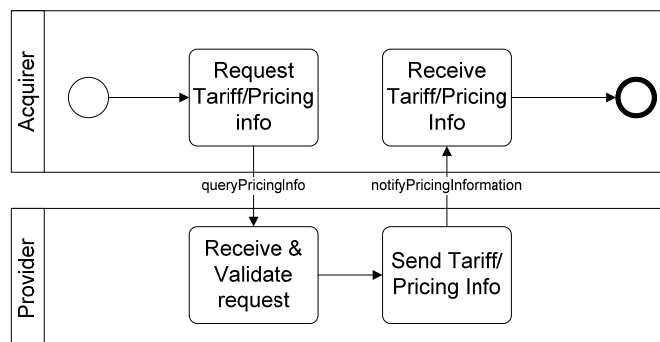 Acquirer
Request
Tariff/Pricing
info
Receive
Tariff/Pricing
Info
queryPricingInfo
notifyPricingInformation
Provider
Receive &
Validate
request
Send Tariff/
Pricing Info